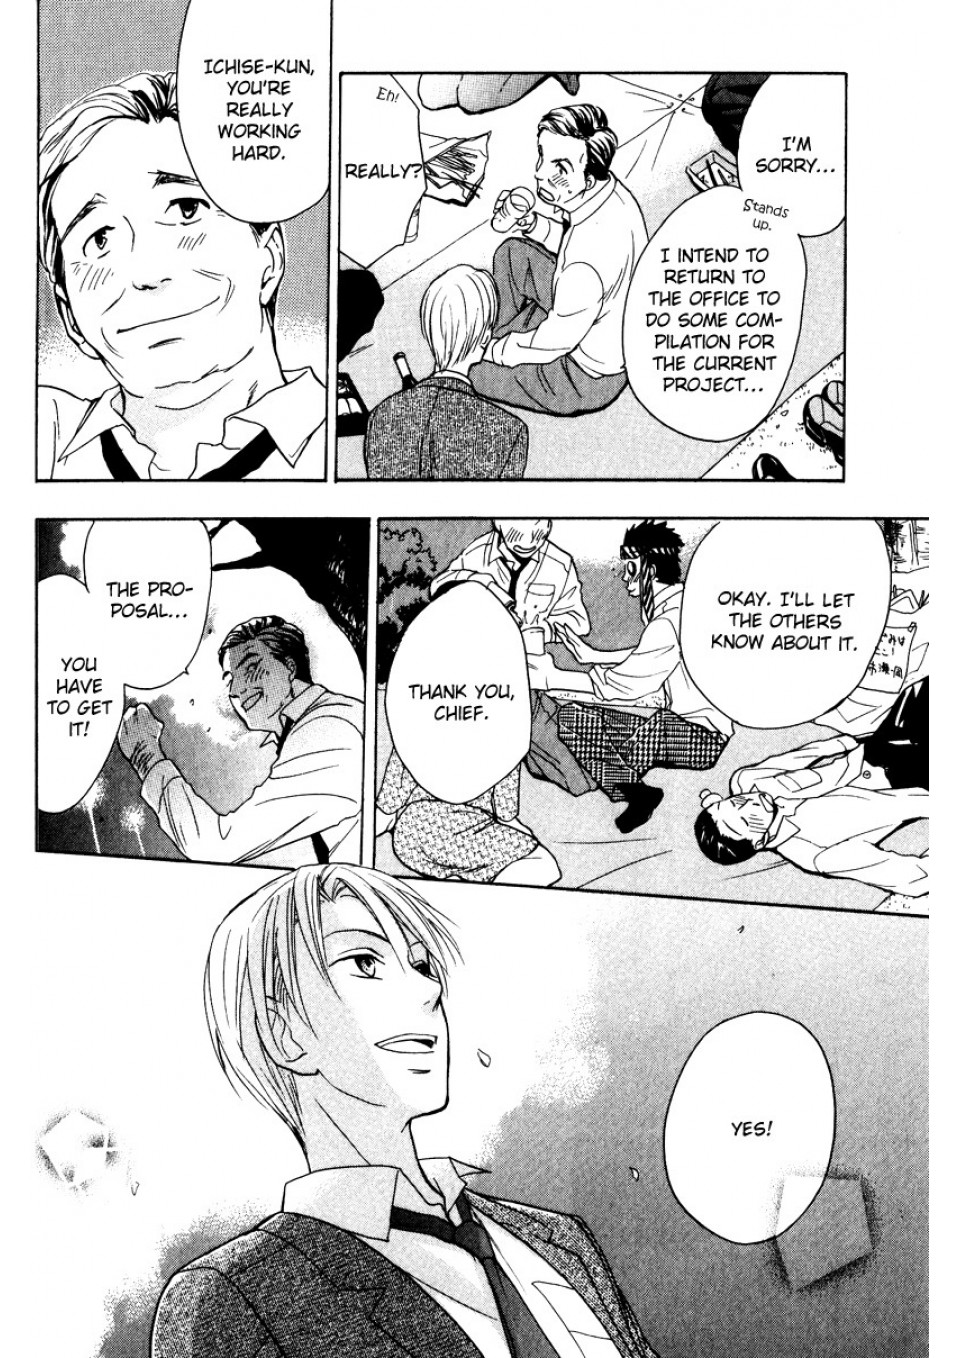 I'M
SORRY...
Stands
up.
I INTEND TO
RETURN TO
THE OFFICE TO
DO SOME COM-
PILATION FOR
THE CURRENT
PROJECT...
Eh!
REALLY?
ICHISE-KUN,
YOU'RE
REALLY
WORKING
HARD.
OKAY. I'LL LET
THE OTHERS
KNOW ABOUT IT.
THANK YOU,
CHIEF.
THE PRO-
POSAL...
YOU
HAVE
TO GET
IT!
YES!